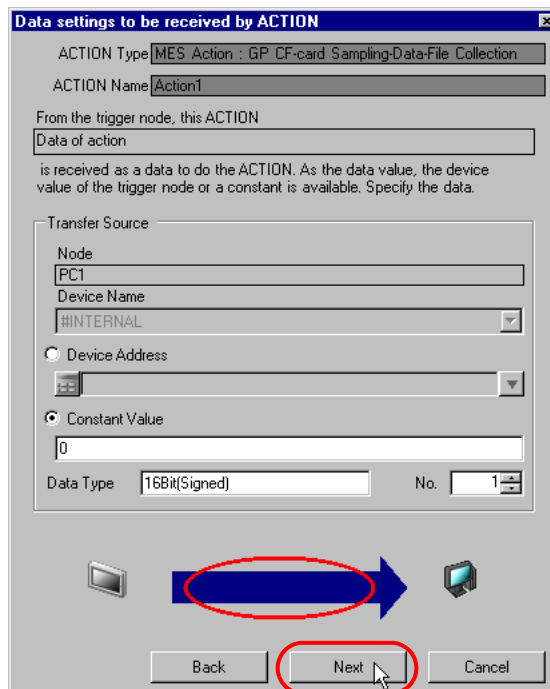 Data settings to be received by ACTION
ACTION Type MES Action : GP CF-card Sampling-Data-File Collection
ACTION Name Action1
From the trigger node, this ACTION
Data of action
is received as a data to do the ACTION. As the data value, the device
value of the trigger node or a constant is available. Specify the data.
Transfer Source
Node
PC1
Device Name
#INTERNAL
Device Address
Constant Value
0
Data Type 16Bit(Signed) No. 1
Back Next Cancel